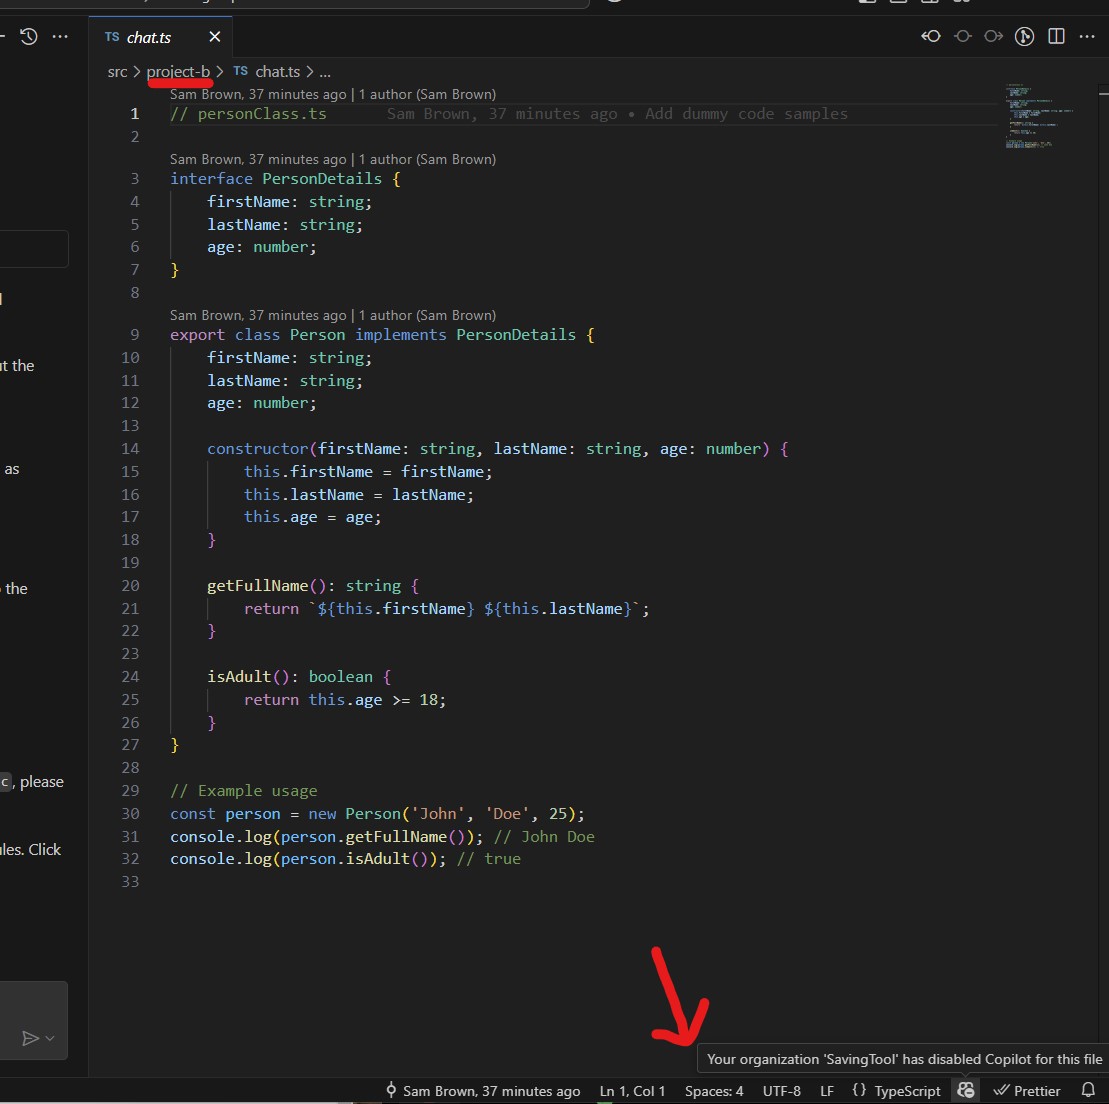 TS chat.ts
src > project-b > TS chat.ts > ...
Sam Brown, 37 minutes ago | 1 author (Sam Brown)
1 // personClass.ts Sam Brown, 37 minutes ago • Add dummy code samples
2
Sam Brown, 37 minutes ago | 1 author (Sam Brown)
3 interface PersonDetails {
4 firstName: string;
5 lastName: string;
6 age: number;
7 }
8
Sam Brown, 37 minutes ago | 1 author (Sam Brown)
9 export class Person implements PersonDetails {
10 firstName: string;
11 lastName: string;
12 age: number;
13
14 constructor(firstName: string, lastName: string, age: number) {
15 this.firstName = firstName;
16 this.lastName = lastName;
17 this.age = age;
18 }
19
20 getFullName(): string {
21 return `${this.firstName} ${this.lastName}`;
22 }
23
24 isAdult(): boolean {
25 return this.age >= 18;
26 }
27 }
28
29 // Example usage
30 const person = new Person('John', 'Doe', 25);
31 console.log(person.getFullName()); // John Doe
32 console.log(person.isAdult()); // true
33
the
as
the
c, please
Click
Your organization 'SavingTool' has disabled Copilot for this file
Sam Brown, 37 minutes ago Ln 1, Col 1 Spaces: 4 UTF-8 LF {} TypeScript Prettier